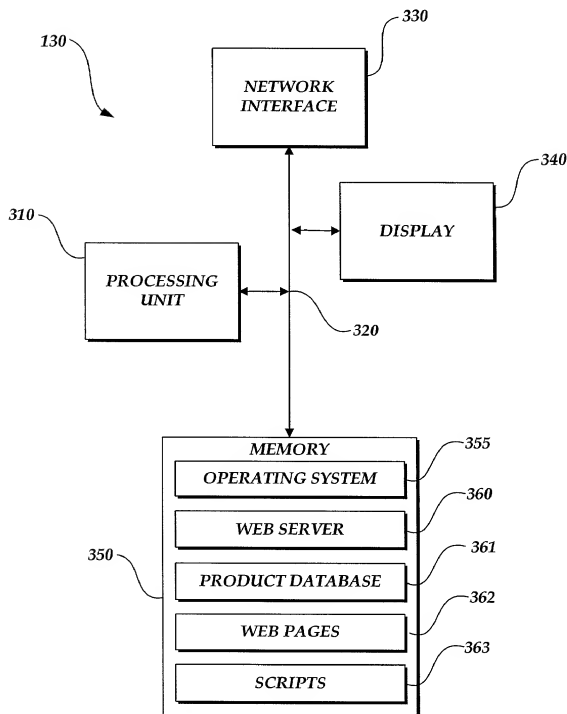 330
130
NETWORK
INTERFACE
340
310
DISPLAY
PROCESSING
UNIT
320
MEMORY
355
OPERATING SYSTEM
360
WEB SERVER
361
350
PRODUCT DATABASE
362
WEB PAGES
363
SCRIPTS